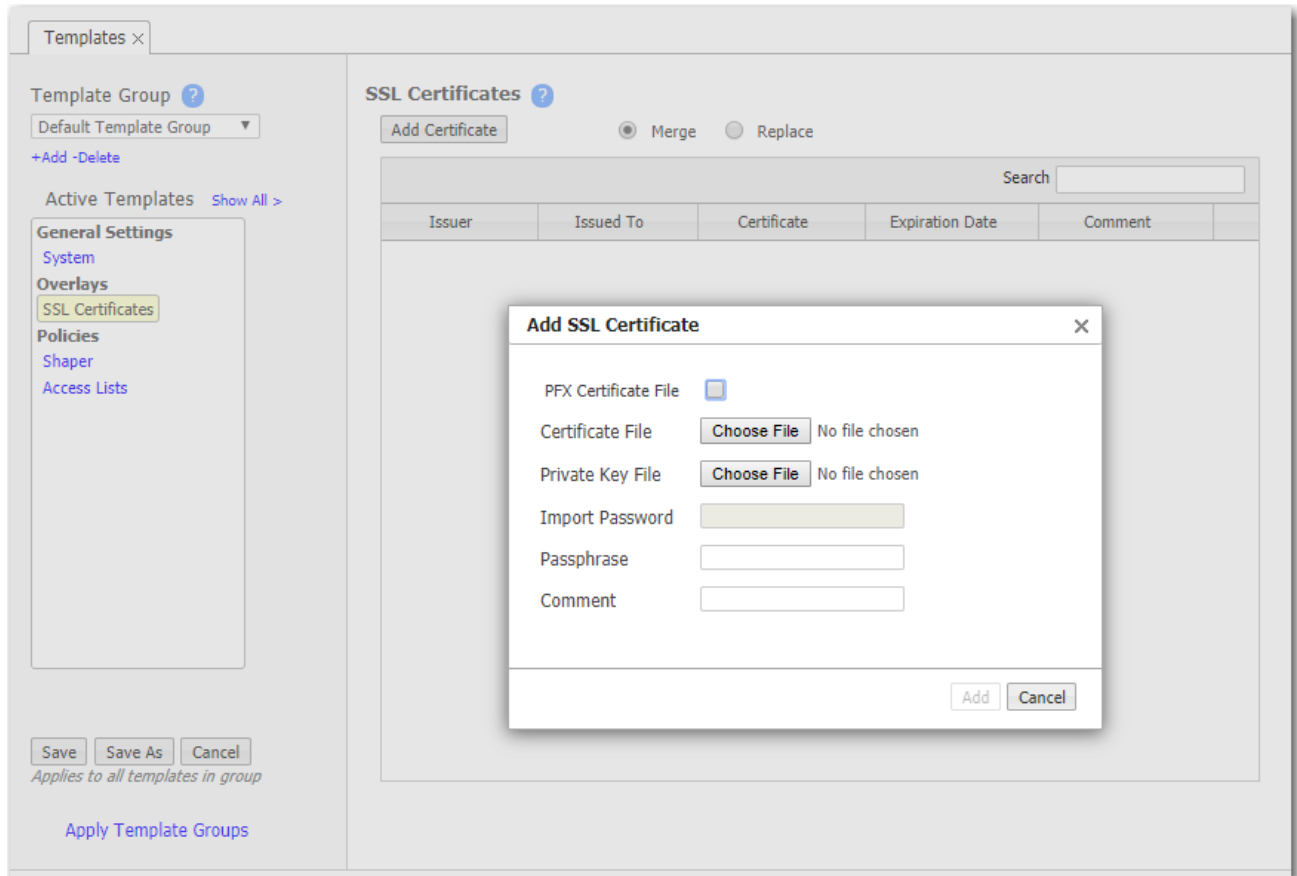 Templates ×
Template Group ?
Default Template Group ▼
+Add -Delete
Active Templates Show All >
General Settings
System
Overlays
SSL Certificates
Policies
Shaper
Access Lists
Save Save As Cancel
Applies to all templates in group
Apply Template Groups
SSL Certificates ?
Add Certificate Merge Replace
Search
Issuer Issued To Certificate Expiration Date Comment
Add SSL Certificate ×
PFX Certificate File
Certificate File Choose File No file chosen
Private Key File Choose File No file chosen
Import Password
Passphrase
Comment
Add Cancel